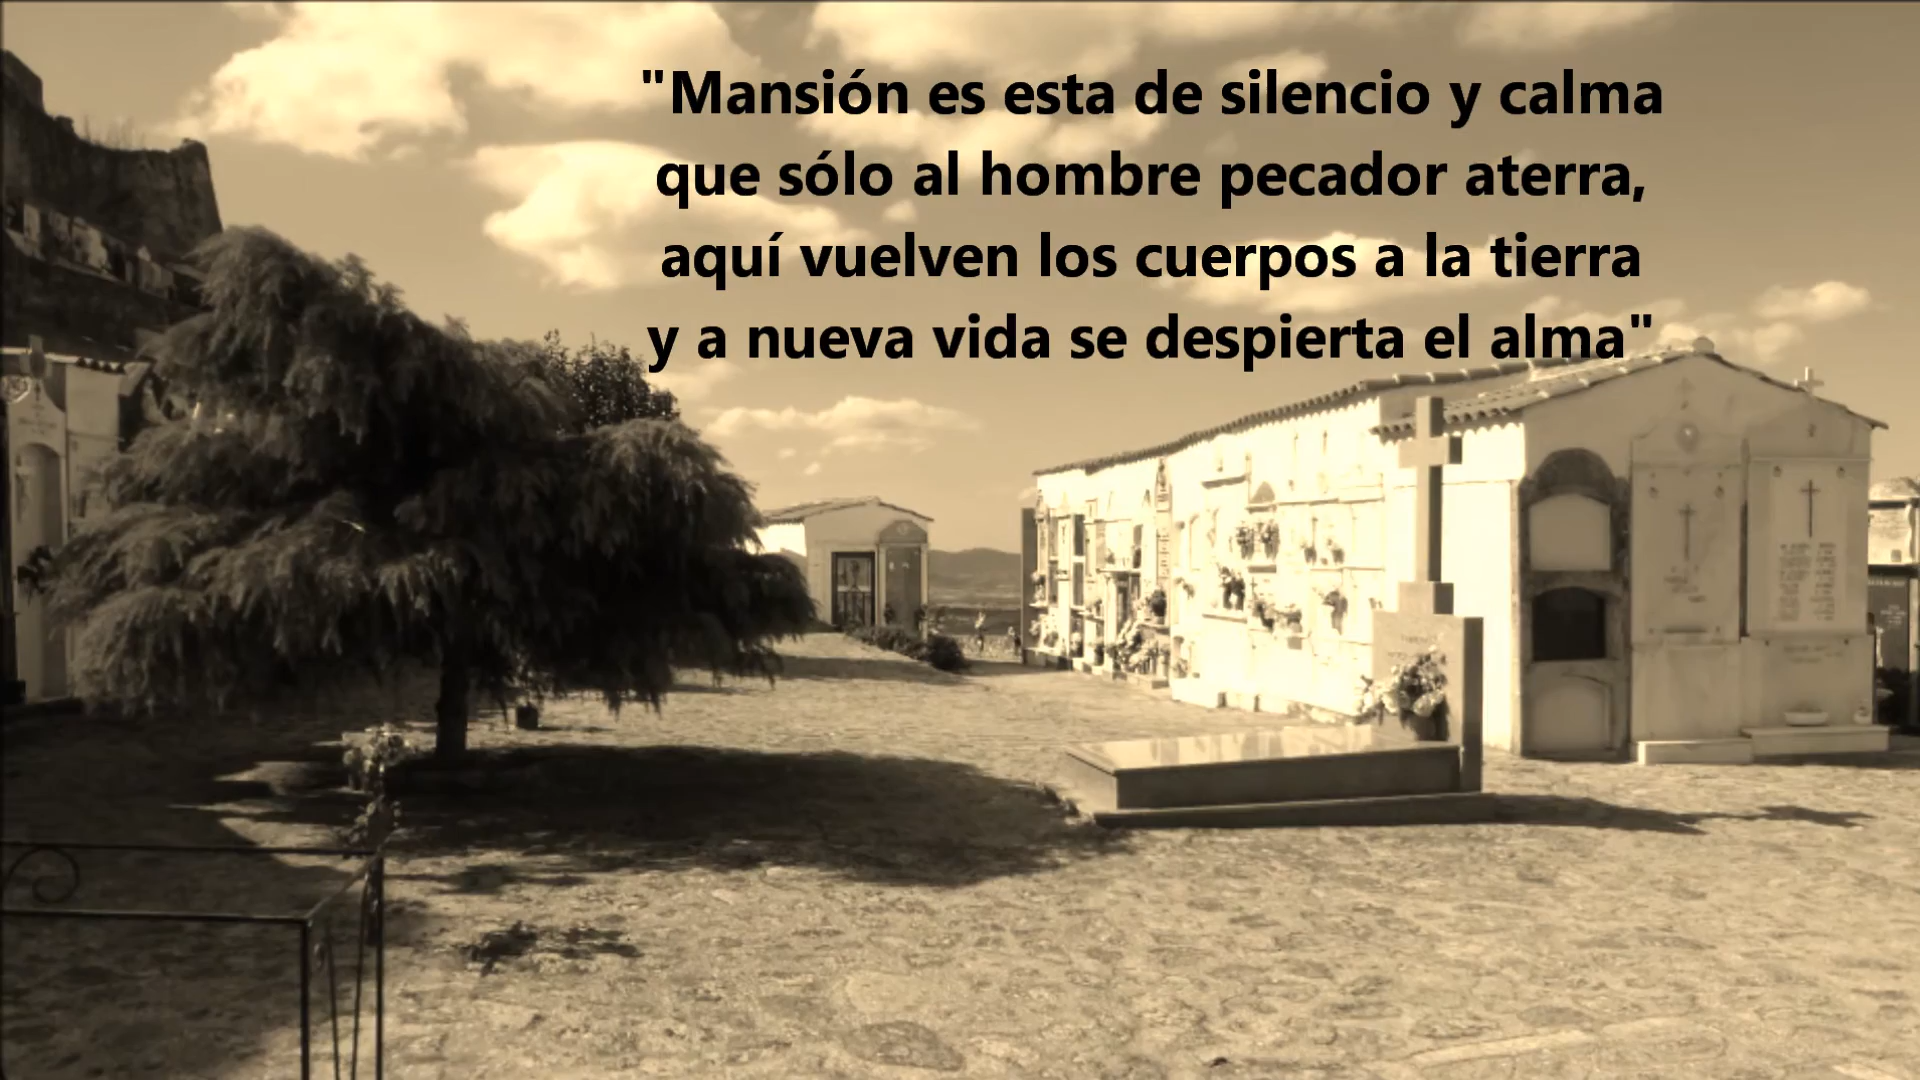 "Mansión es esta de silencio y calma
que sólo al hombre pecador aterra,
aquí vuelven los cuerpos a la tierra
y a nueva vida se despierta el alma"